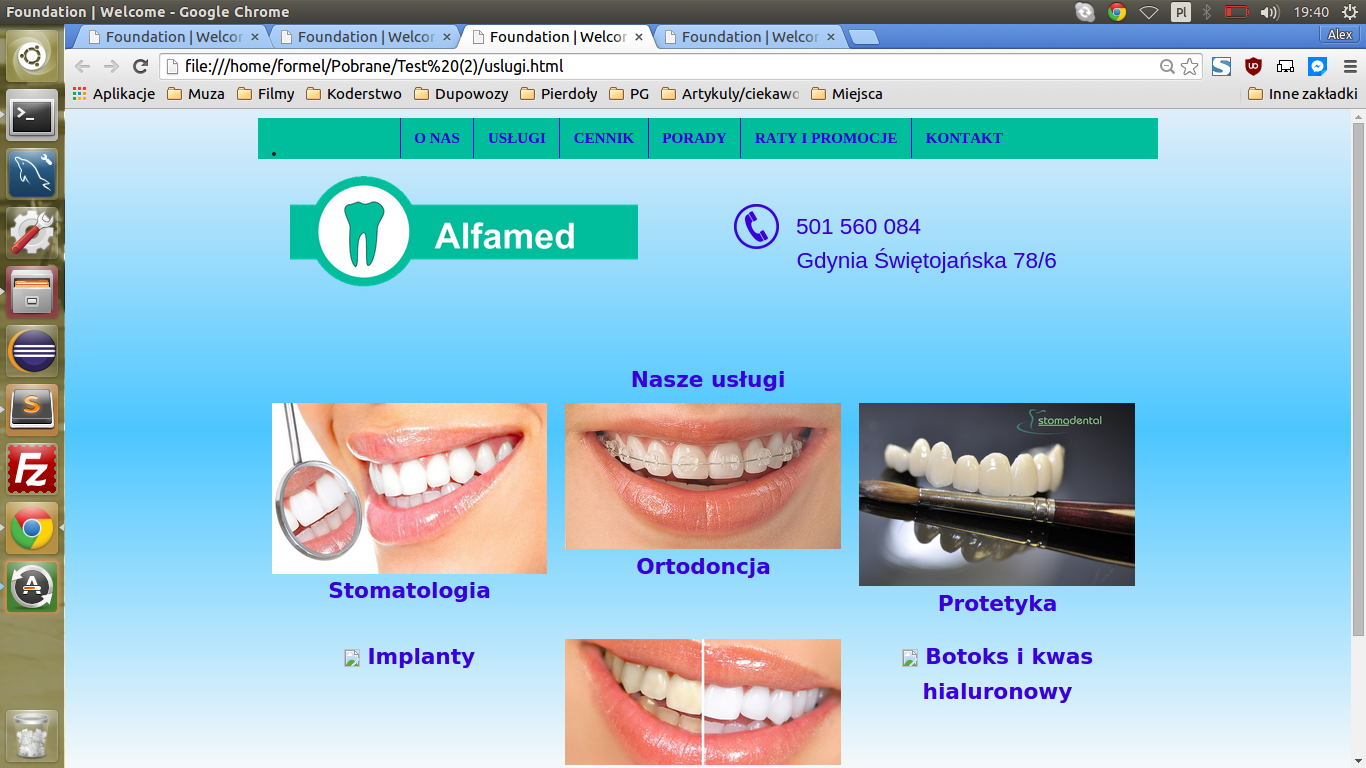 Foundation | Welcome - Google Chrome
Pl
19:40
Foundation | Welcor
Foundation | Welcor
Foundation | Welcor
Foundation | Welcor
Alex
file:///home/formel/Pobrane/Test%20(2)/uslugi.html
Aplikacje
Muza
Filmy
Koderstwo
Dupowozy
Pierdoły
PG
Artykuly/ciekawo
Miejsca
Inne zakładki
O NAS
USŁUGI
CENNIK
PORADY
RATY I PROMOCJE
KONTAKT
Alfamed
501 560 084
Gdynia Świętojańska 78/6
Nasze usługi
stomadental
Stomatologia
Ortodoncja
Protetyka
Implanty
Botoks i kwas
hialuronowy